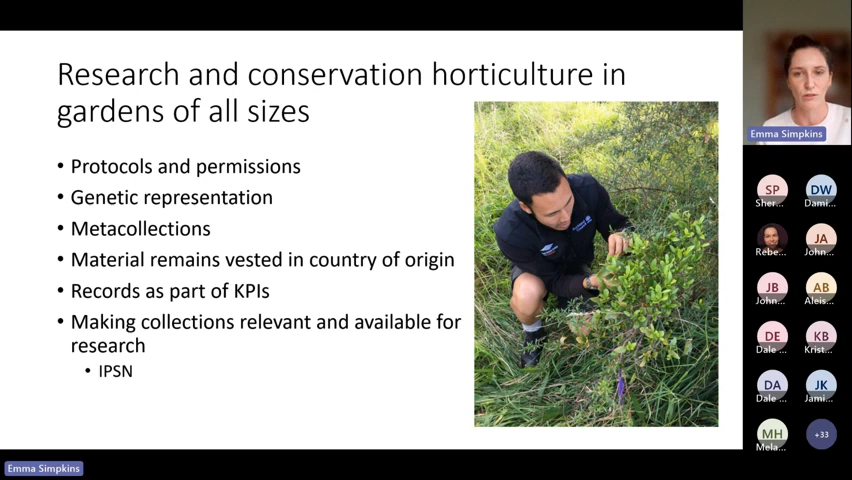 Research and conservation horticulture in
gardens of all sizes
• Protocols and permissions
• Genetic representation
• Metacollections
• Material remains vested in country of origin
• Records as part of KPIs
• Making collections relevant and available for
research
• IPSN
Emma Simpkins
SP
DW
Sher...
Dami...
JA
Rebe...
John...
JB
AB
John...
Aleis...
DE
KB
Dale ...
Krist...
DA
JK
Dale ...
Jami...
MH
+33
Mela...
Emma Simpkins